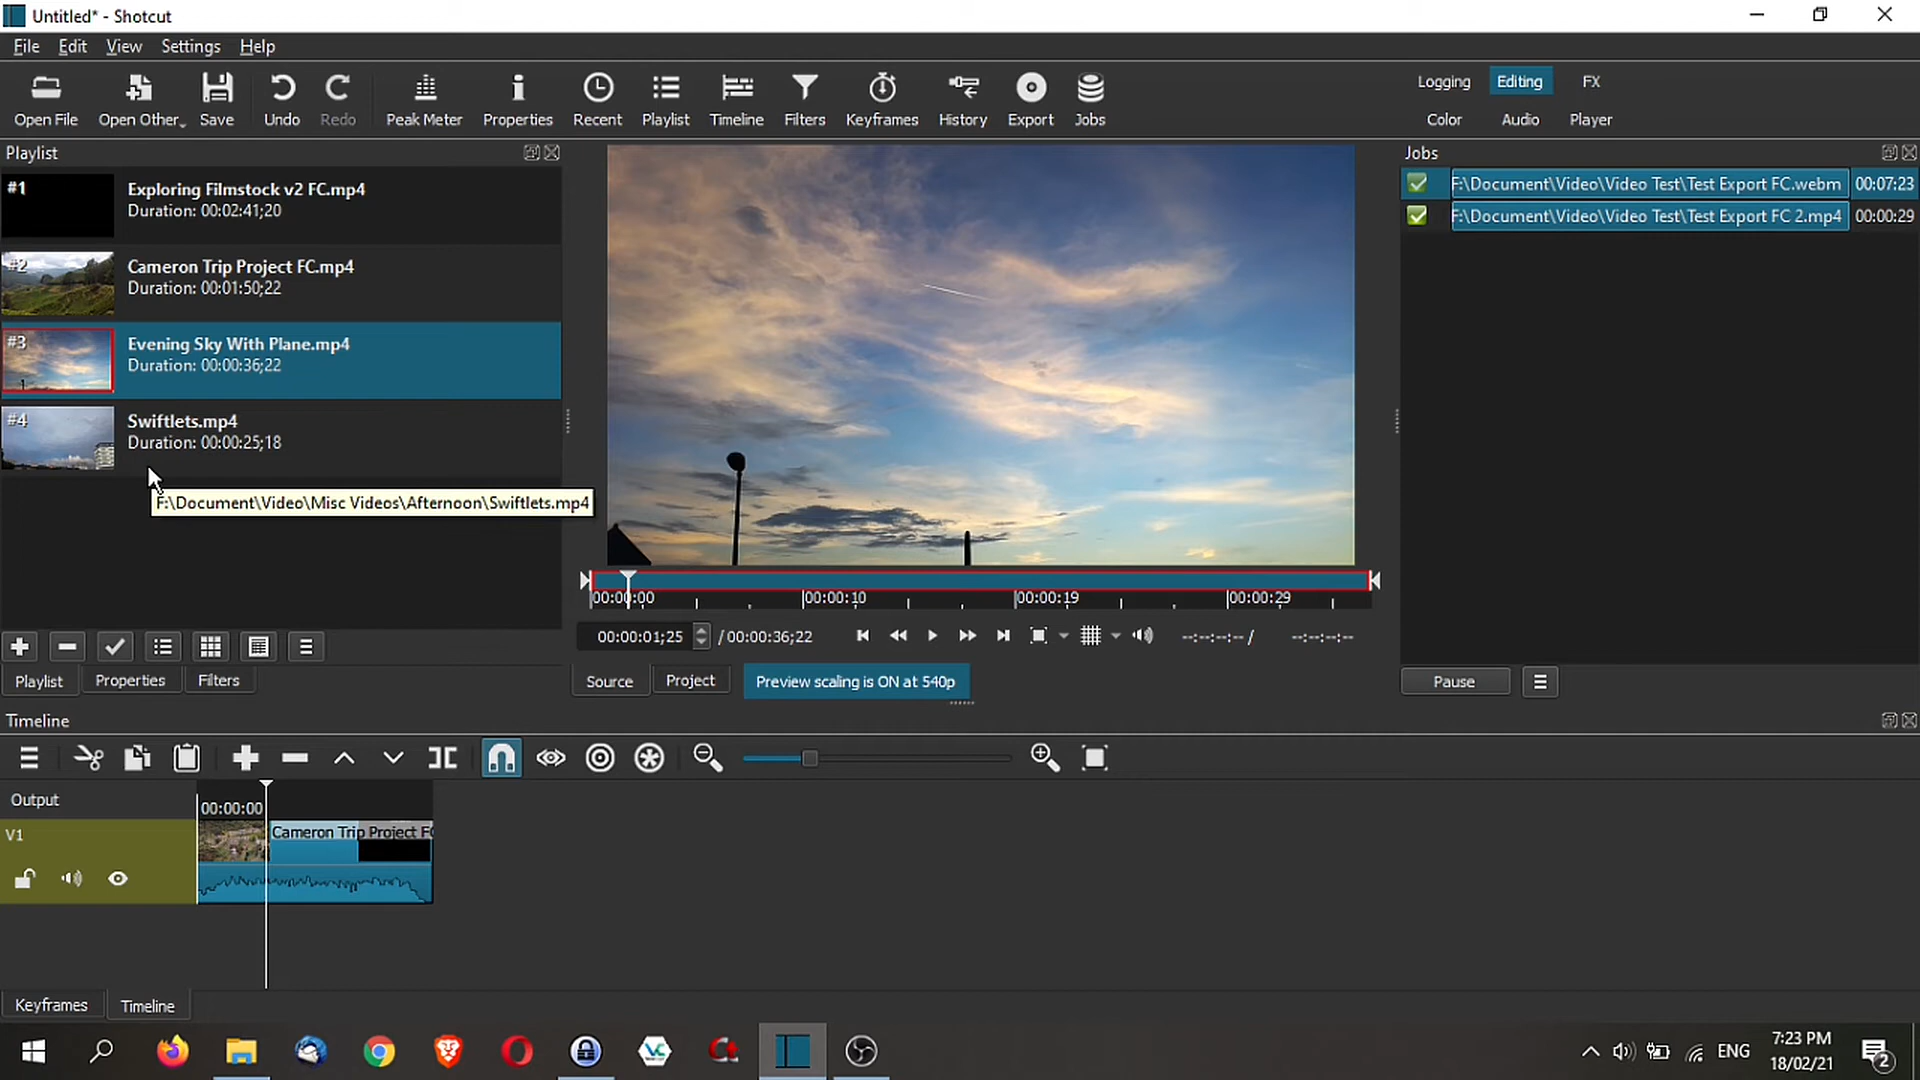 Untitled* - Shotcut
File Edit View Settings Help
Open File Open Other Save Undo Redo Peak Meter Properties Recent Playlist Timeline Filters Keyframes History Export Jobs
Logging Editing FX
Color Audio Player
Playlist
#1
Exploring Filmstock v2 FC.mp4
Duration: 00:02:41;20
#2
Cameron Trip Project FC.mp4
Duration: 00:01:50;22
#3
Evening Sky With Plane.mp4
Duration: 00:00:36;22
#4
Swiftlets.mp4
Duration: 00:00:25;18
F:\Document\Video\Misc Videos\Afternoon\Swiftlets.mp4
Playlist Properties Filters
00:00:00 00:00:10 00:00:19 00:00:29
00:00:01;25 / 00:00:36;22 --:--:--:-- / --:--:--:--
Source Project Preview scaling is ON at 540p
Jobs
F:\Document\Video\Video Test\Test Export FC.webm 00:07:23
F:\Document\Video\Video Test\Test Export FC 2.mp4 00:00:29
Pause
Timeline
Output
00:00:00
V1
Cameron Trip Project FC
Keyframes Timeline
ENG
7:23 PM
18/02/21
2